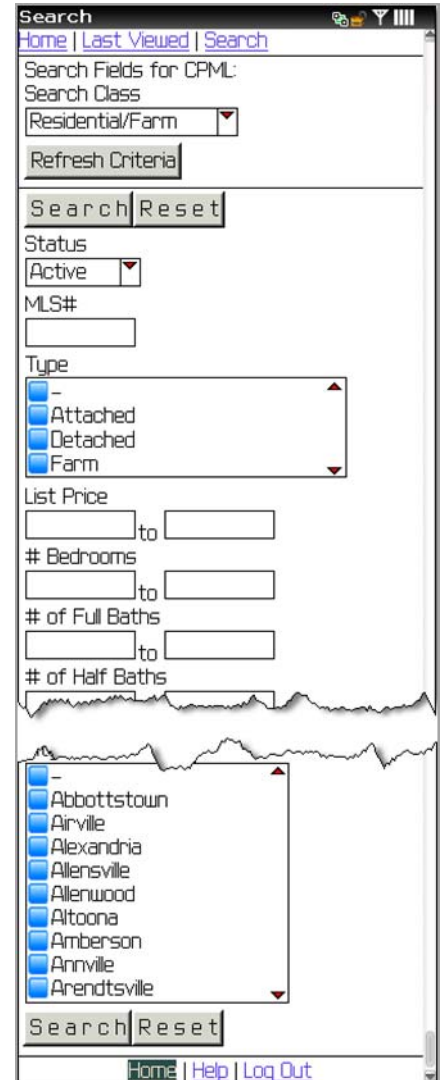 Search
Home | Last Viewed | Search
Search Fields for CPML:
Search Class
Residential/Farm
Refresh Criteria
Search Reset
Status
Active
MLS#
Type
-
Attached
Detached
Farm
List Price
to
# Bedrooms
to
# of Full Baths
to
# of Half Baths
-
Abbottstown
Airville
Alexandria
Allensville
Allenwood
Altoona
Amberson
Annville
Arendtsville
Search Reset
Home | Help | Log Out